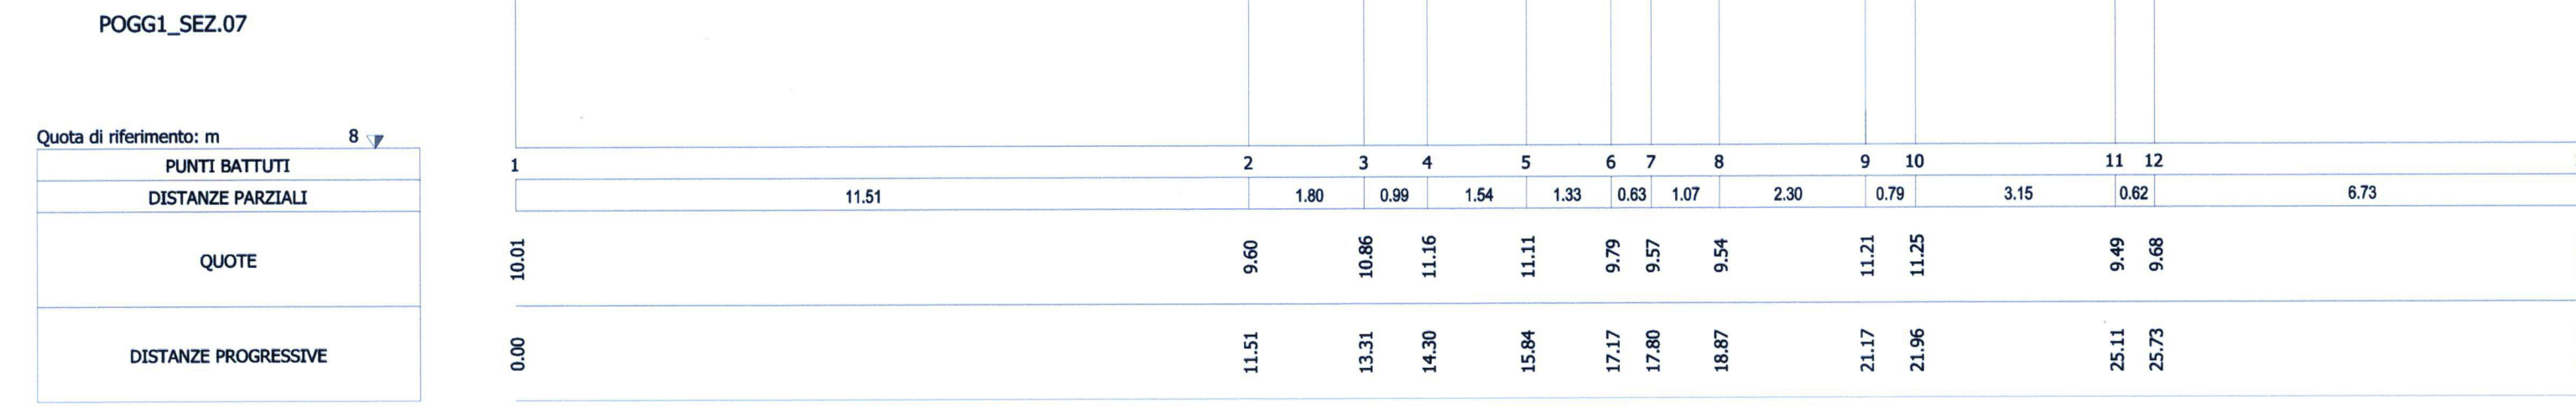 POGG1_SEZ.07
Quota di riferimento: m 8
PUNTI BATTUTI 1 2 3 4 5 6 7 8 9 10 11 12
DISTANZE PARZIALI 11.51 1.80 0.99 1.54 1.33 0.63 1.07 2.30 0.79 3.15 0.62 6.73
QUOTE 10.01 9.60 10.86 11.16 11.11 9.79 9.57 9.54 11.21 11.25 9.49 9.68
DISTANZE PROGRESSIVE 0.00 11.51 13.31 14.30 15.84 17.17 17.80 18.87 21.17 21.96 25.11 25.73